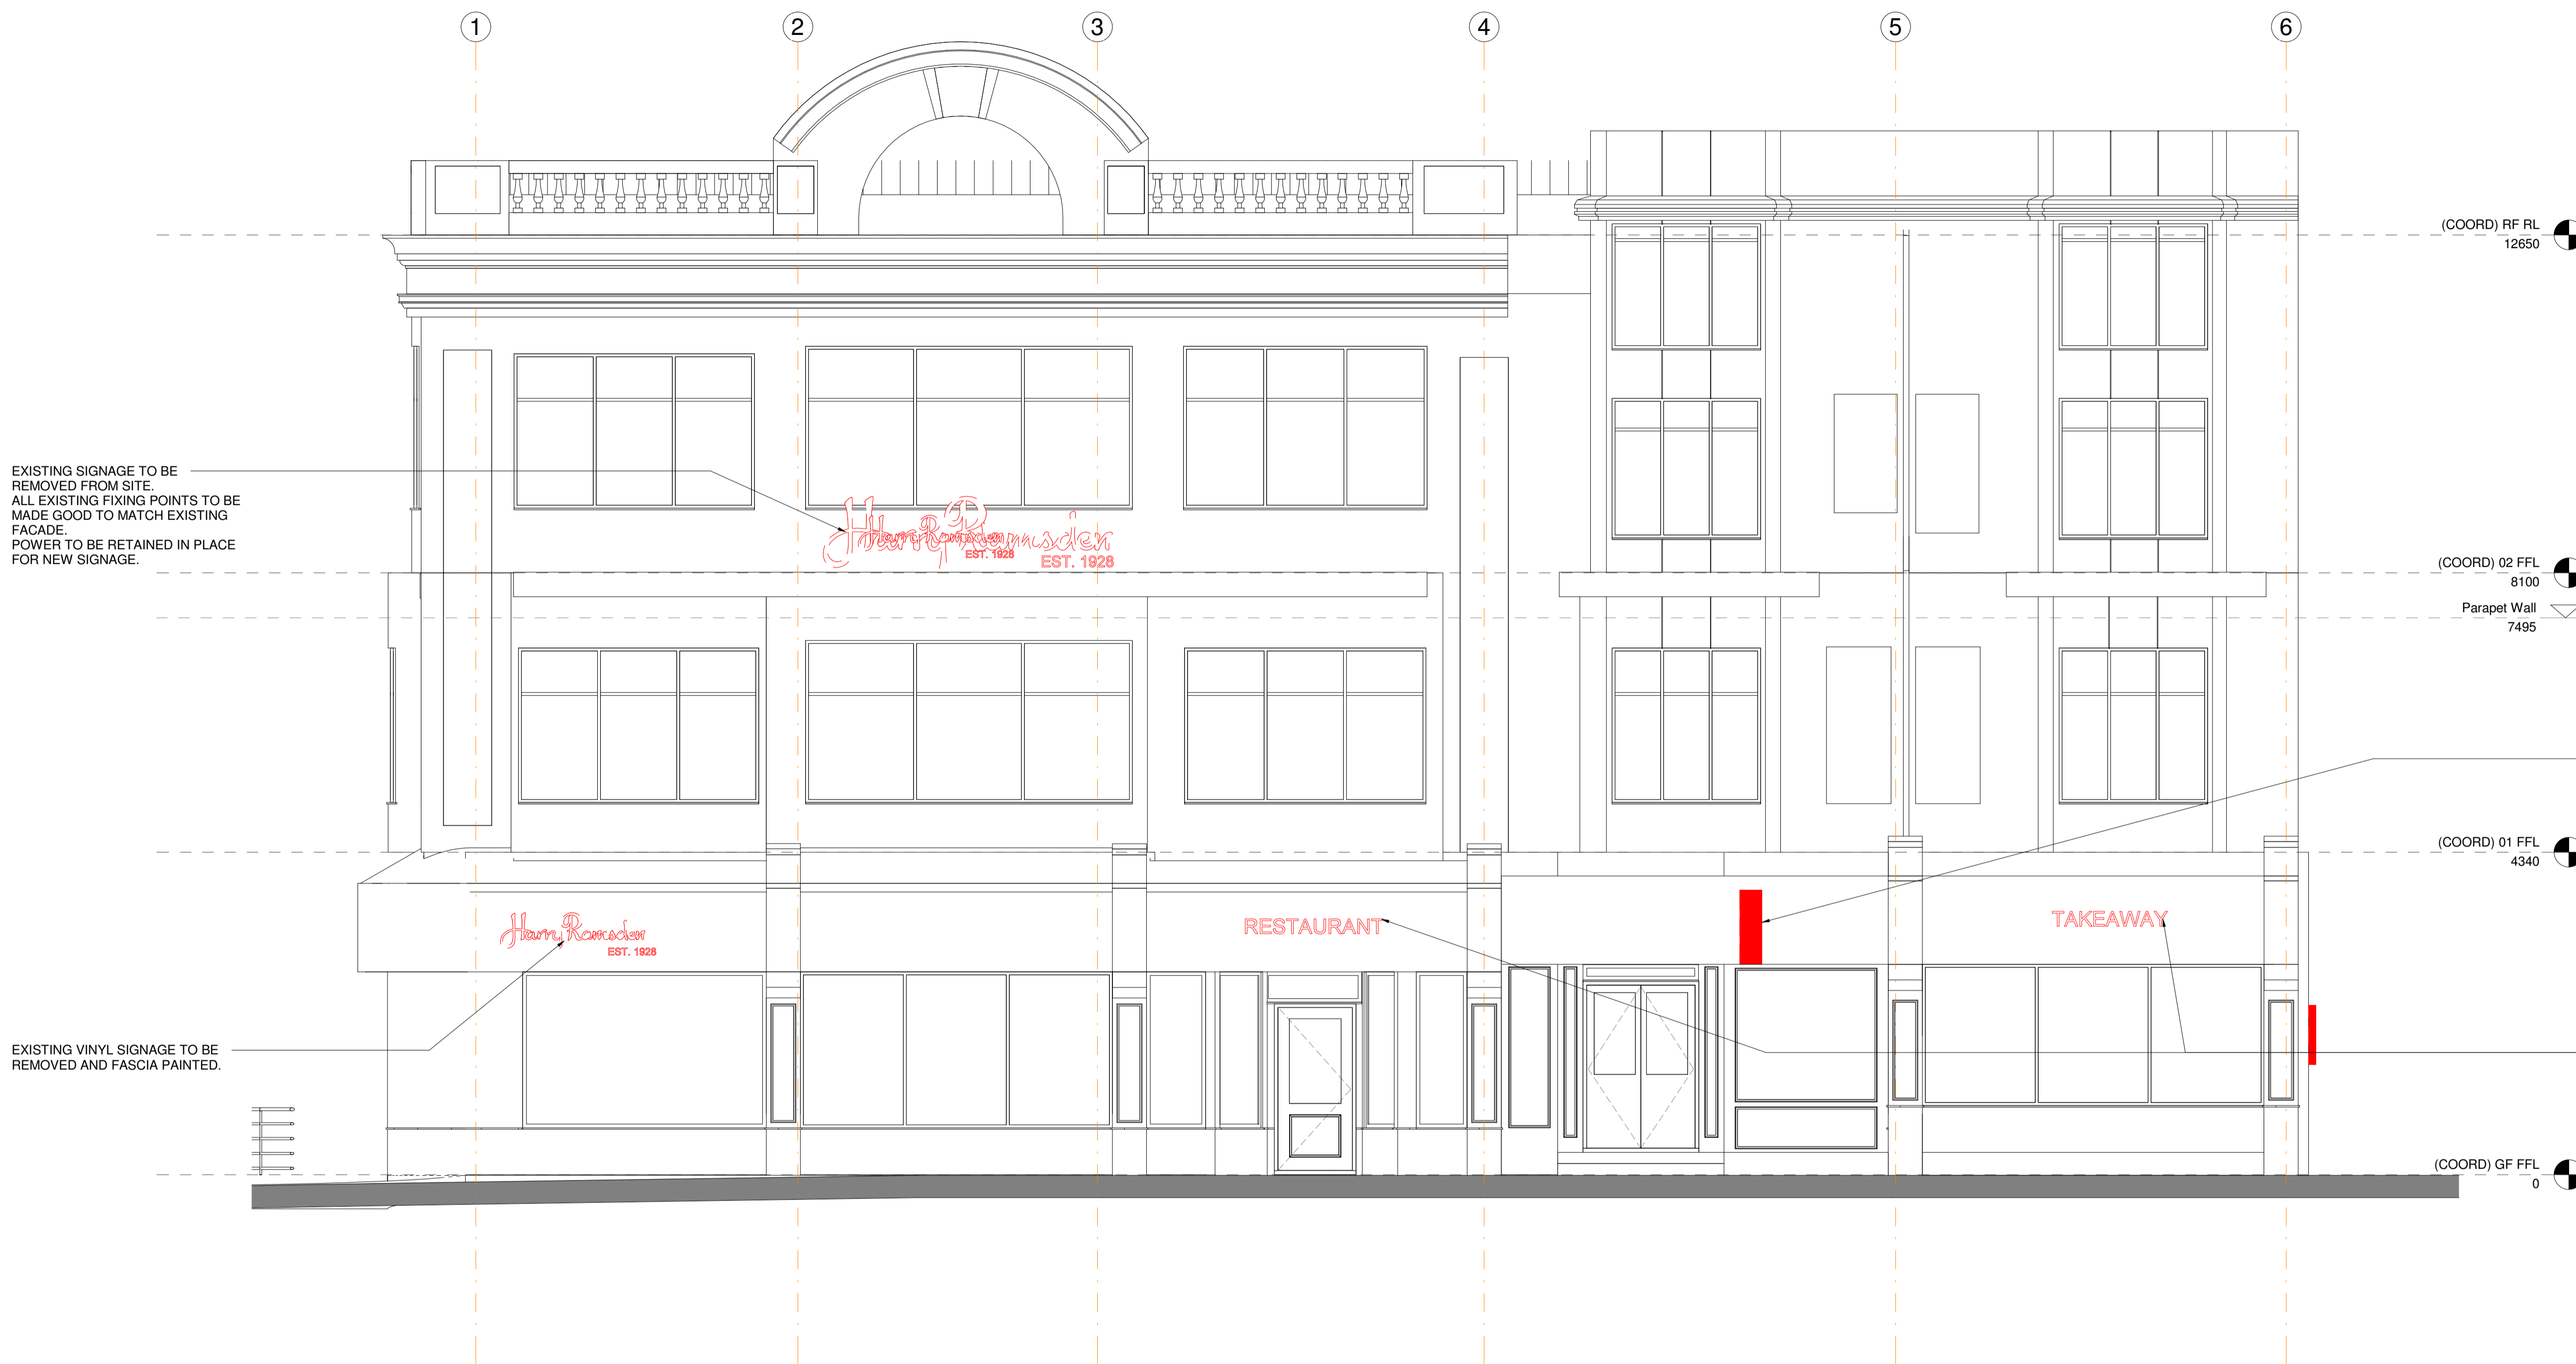 1
2
3
4
5
6
(COORD) RF RL
12650
EXISTING SIGNAGE TO BE
REMOVED FROM SITE.
ALL EXISTING FIXING POINTS TO BE
MADE GOOD TO MATCH EXISTING
FACADE.
POWER TO BE RETAINED IN PLACE
FOR NEW SIGNAGE.
Harry Ramsden
EST. 1928
Harry Ramsden
EST. 1928
(COORD) 02 FFL
8100
Parapet Wall
7495
(COORD) 01 FFL
4340
Harry Ramsden
EST. 1928
RESTAURANT
TAKEAWAY
EXISTING VINYL SIGNAGE TO BE
REMOVED AND FASCIA PAINTED.
(COORD) GF FFL
0